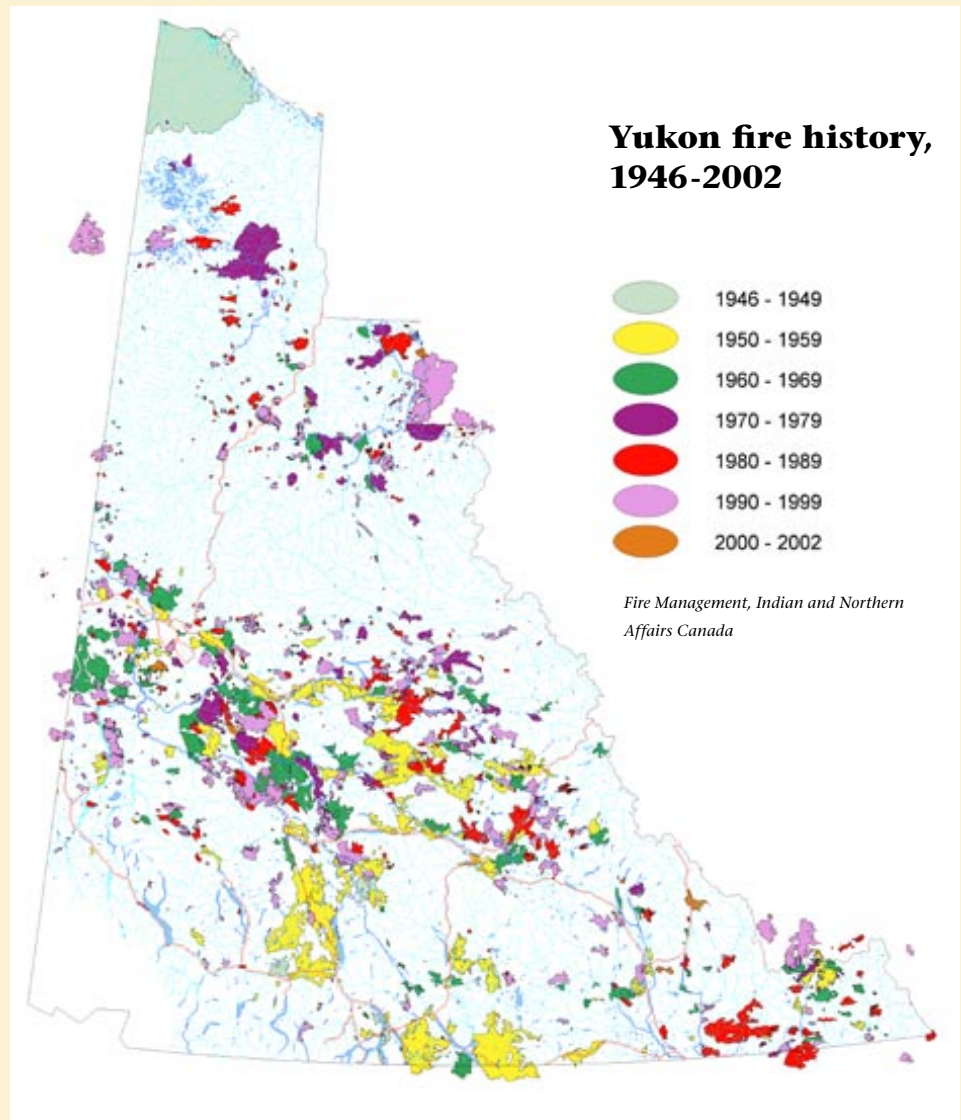 Yukon fire history,
1946-2002
1946 - 1949
1950 - 1959
1960 - 1969
1970 - 1979
1980 - 1989
1990 - 1999
2000 - 2002
Fire Management, Indian and Northern
Affairs Canada